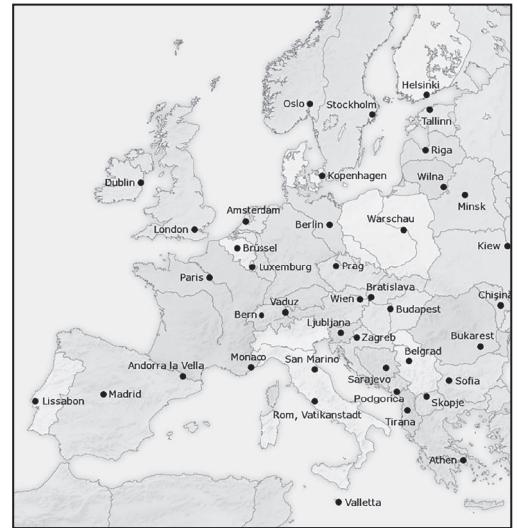 Helsinki
Oslo
Stockholm
Tallinn
Riga
Kopenhagen
Wilna
Dublin
Minsk
Amsterdam
London
Berlin
Warschau
Brüssel
Kiew
Luxemburg
Prag
Paris
Bratislava
Wien
Vaduz
Chişină
Bern
Budapest
Ljubljana
Zagreb
Bukarest
Monaco
San Marino
Belgrad
Andorra la Vella
Sarajevo
Sofia
Madrid
Lissabon
Podgorica
Skopje
Rom, Vatikanstadt
Tirana
Athen
Valletta